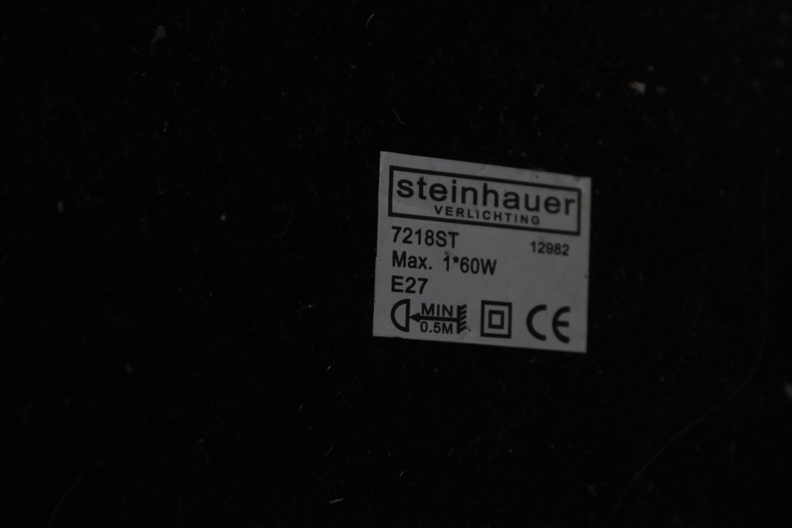 steinhauer
VERLICHTING
7218ST 12982
Max. 1*60W
E27
MIN
0.5M
CE